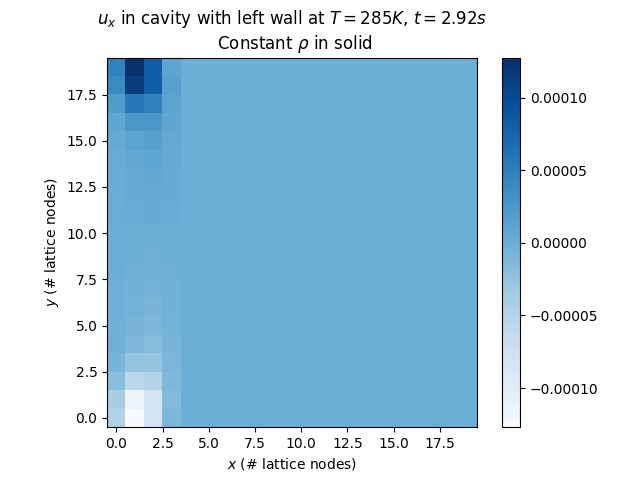 u_x in cavity with left wall at T = 285K, t = 2.92s
Constant ρ in solid
17.5
15.0
12.5
10.0
7.5
5.0
2.5
0.0
y (# lattice nodes)
0.0 2.5 5.0 7.5 10.0 12.5 15.0 17.5
x (# lattice nodes)
0.00010
0.00005
0.00000
−0.00005
−0.00010